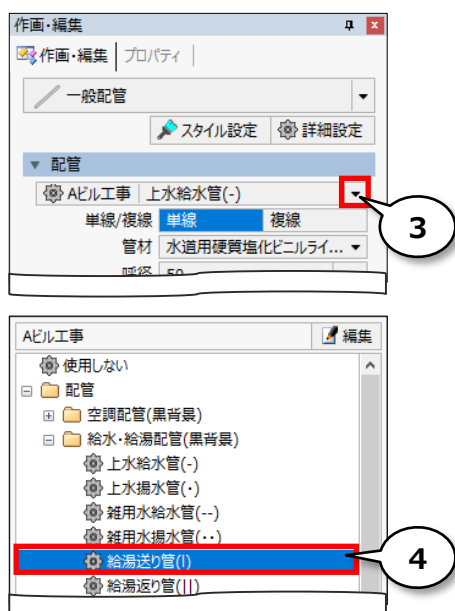 作画・編集
作画・編集 プロパティ
一般配管
スタイル設定 詳細設定
配管
Aビル工事 上水給水管(-)
3
単線/複線 単線 複線
管材 水道用硬質塩化ビニルライ...
呼径 50
Aビル工事 編集
使用しない
配管
空調配管(黒背景)
給水・給湯配管(黒背景)
上水給水管(-)
上水揚水管(・)
雑用水給水管(--)
雑用水揚水管(・・)
給湯送り管(|)
4
給湯返り管(||)